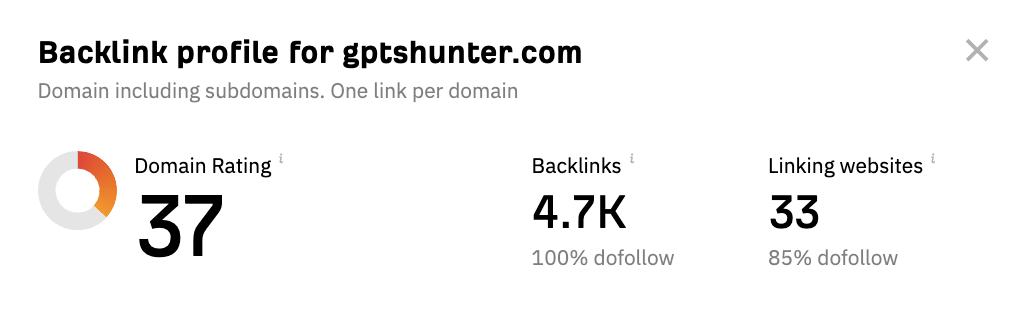 Backlink profile for gptshunter.com
Domain including subdomains. One link per domain
Domain Rating i
37
Backlinks i
4.7K
100% dofollow
Linking websites i
33
85% dofollow